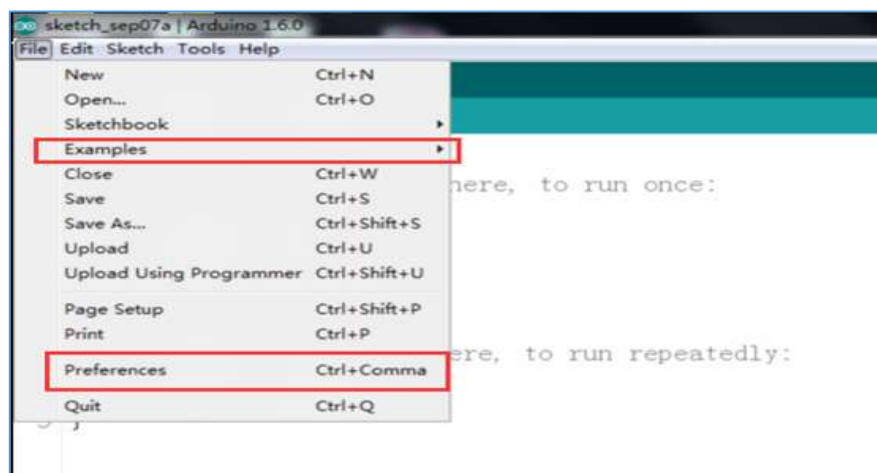 sketch_sep07a | Arduino 1.6.0
File Edit Sketch Tools Help
New Ctrl+N
Open... Ctrl+O
Sketchbook
Examples
Close Ctrl+W
here, to run once:
Save Ctrl+S
Save As... Ctrl+Shift+S
Upload Ctrl+U
Upload Using Programmer Ctrl+Shift+U
Page Setup Ctrl+Shift+P
Print Ctrl+P
ere, to run repeatedly:
Preferences Ctrl+Comma
Quit Ctrl+Q